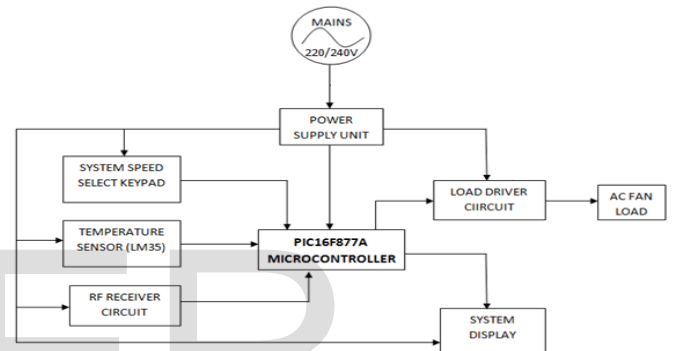 MAINS
220/240V
POWER
SUPPLY UNIT
SYSTEM SPEED
SELECT KEYPAD
LOAD DRIVER
CIIRCUIT
AC FAN
LOAD
TEMPERATURE
SENSOR (LM35)
PIC16F877A
MICROCONTROLLER
RF RECEIVER
CIRCUIT
SYSTEM
DISPLAY